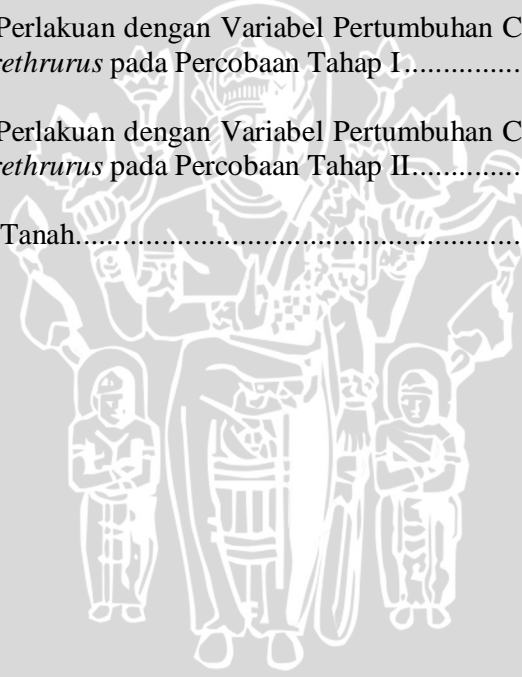 Perlakuan dengan Variabel Pertumbuhan C
rethrurus pada Percobaan Tahap I...............
Perlakuan dengan Variabel Pertumbuhan C
rethrurus pada Percobaan Tahap II..............
Tanah.........................................................